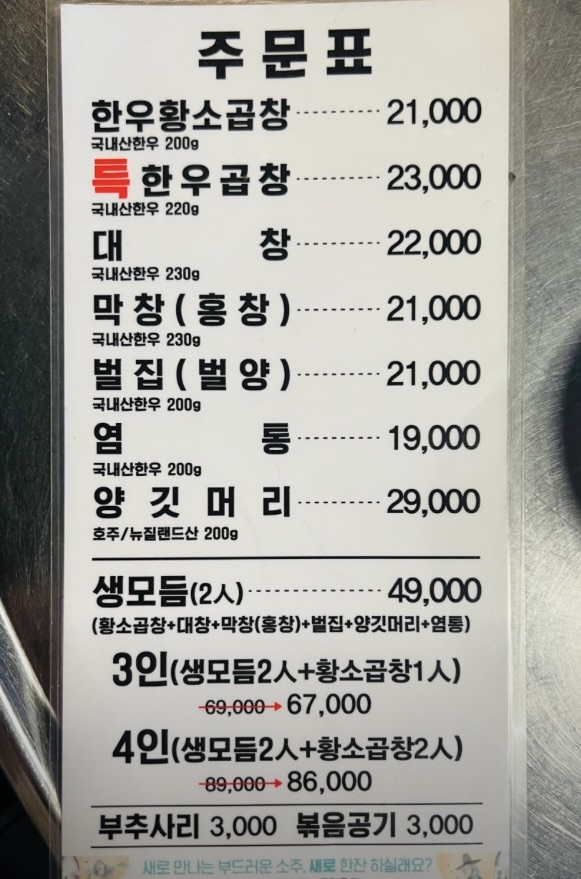 주문표
한우황소곱창 21,000
국내산한우 200g
특한우곱창 23,000
국내산한우 220g
대창 22,000
국내산한우 230g
막창(홍창) 21,000
국내산한우 230g
벌집(벌양) 21,000
국내산한우 200g
염통 19,000
국내산한우 200g
양깃머리 29,000
호주/뉴질랜드산 200g
생모듬(2人) 49,000
(황소곱창+대창+막창(홍창)+벌집+양깃머리+염통)
3인(생모듬2人+황소곱창1人)
69,000→67,000
4인(생모듬2人+황소곱창2人)
89,000→86,000
부추사리 3,000 볶음공기 3,000
새로 만나는 부드러운 소주, 새로 한잔 하실래요?